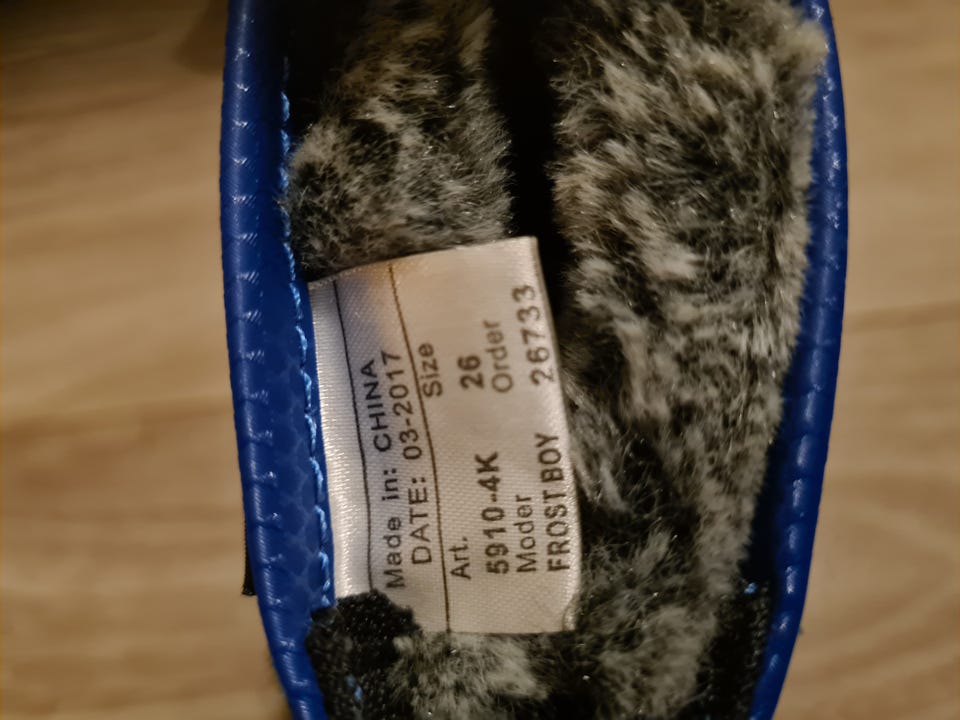 Made in: CHINA
DATE: 03-2017
Art. Size
5910-4K 26
Moder Order
FROST BOY 26733